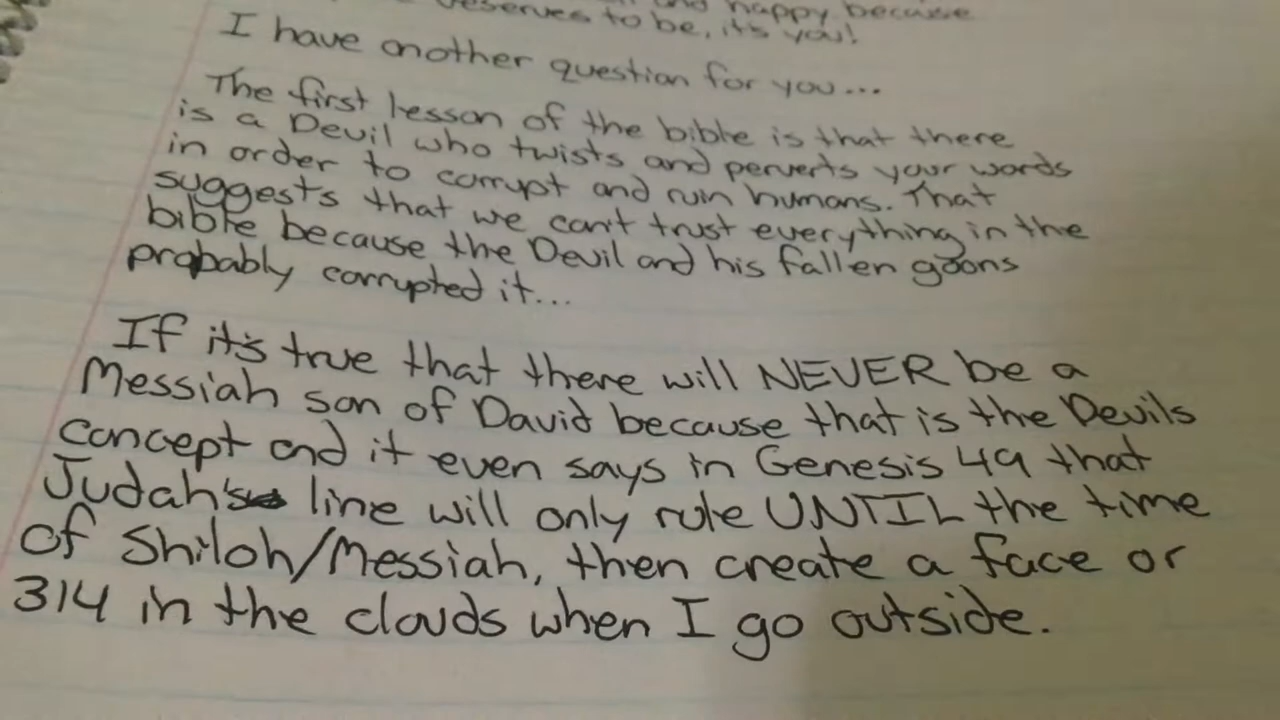 and happy because
deserves to be, it's you!
I have another question for you...
The first lesson of the bible is that there
is a Devil who twists and perverts your words
in order to corrupt and ruin humans. That
suggests that we can't trust everything in the
bible because the Devil and his fallen goons
probably corrupted it...
If it's true that there will NEVER be a
Messiah son of David because that is the Devils
concept and it even says in Genesis 49 that
Judah's line will only rule UNTIL the time
of Shiloh/Messiah, then create a face or
314 in the clouds when I go outside.